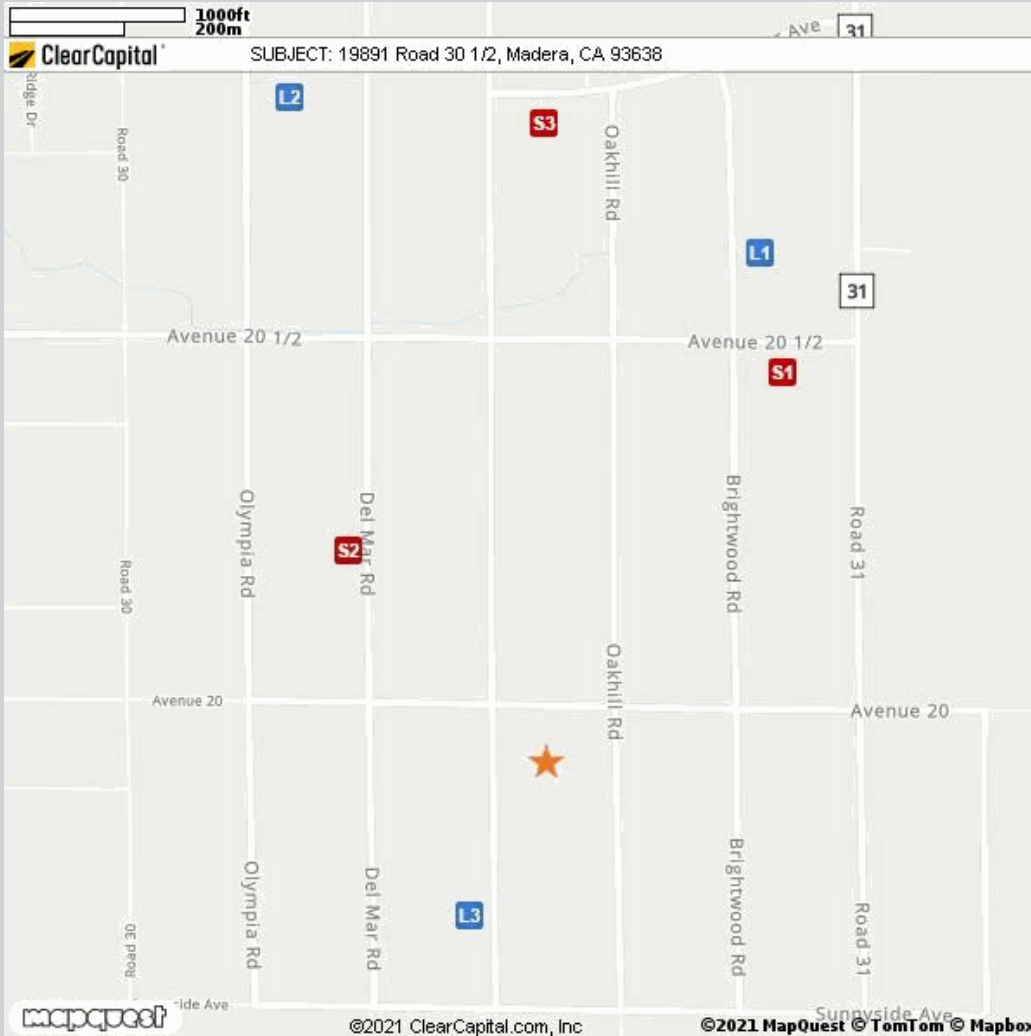 1000ft
200m
Ave
31
ClearCapital
SUBJECT: 19891 Road 30 1/2, Madera, CA 93638
Ridge Dr
L2
S3
Road 30
Oakhill Rd
L1
31
Avenue 20 1/2
Avenue 20 1/2
S1
Olympia Rd
Del Mar Rd
Brightwood Rd
Road 31
S2
Road 30
Oakhill Rd
Avenue 20
Avenue 20
Olympia Rd
Del Mar Rd
Brightwood Rd
L3
Road 31
Road 30
side Ave
Sunnyside Ave
mapquest
©2021 ClearCapital.com, Inc
©2021 MapQuest © TomTom © Mapbox